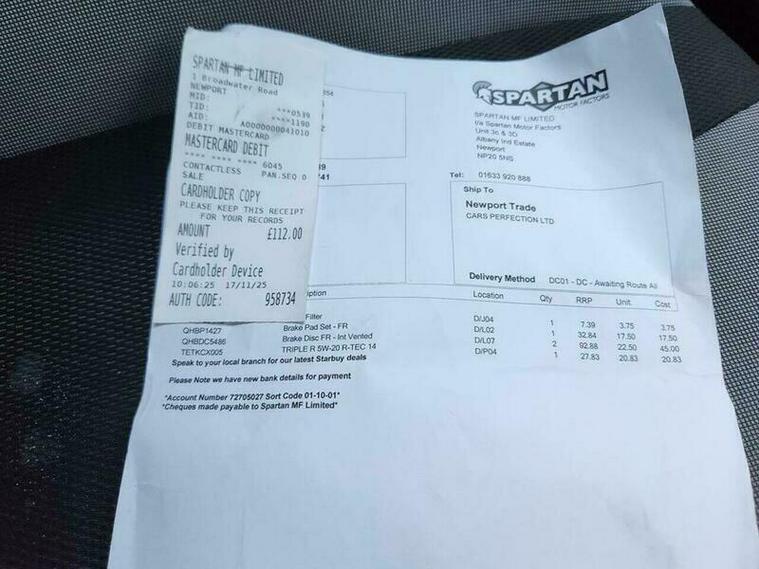 SPARTAN MF LIMITED
1 Broadwater Road
NEWPORT
MID: ***0539
TID: ****1190
AID: A0000000041010
DEBIT MASTERCARD
MASTERCARD DEBIT
**** **** **** 6045
CONTACTLESS PAN.SEQ 0
SALE
CARDHOLDER COPY
PLEASE KEEP THIS RECEIPT
FOR YOUR RECORDS
AMOUNT £112.00
Verified by
Cardholder Device
10:06:25 17/11/25
AUTH CODE: 958734
SPARTAN
MOTOR FACTORS
SPARTAN MF LIMITED
t/a Spartan Motor Factors
Unit 3c & 3D
Albany Ind Estate
Newport
NP20 5NS
Tel: 01633 920 888
Ship To
Newport Trade
CARS PERFECTION LTD
Delivery Method DC01 - DC - Awaiting Route All
iption Location Qty RRP Unit Cost
Filter D/J04 1 7.39 3.75 3.75
QHBP1427 Brake Pad Set - FR D/L02 1 32.84 17.50 17.50
QHBDC5486 Brake Disc FR - Int Vented D/L07 2 92.88 22.50 45.00
TETKCX005 TRIPLE R 5W-20 R-TEC 14 D/P04 1 27.83 20.83 20.83
Speak to your local branch for our latest Starbuy deals
Please Note we have new bank details for payment
*Account Number 72705027 Sort Code 01-10-01*
*Cheques made payable to Spartan MF Limited*